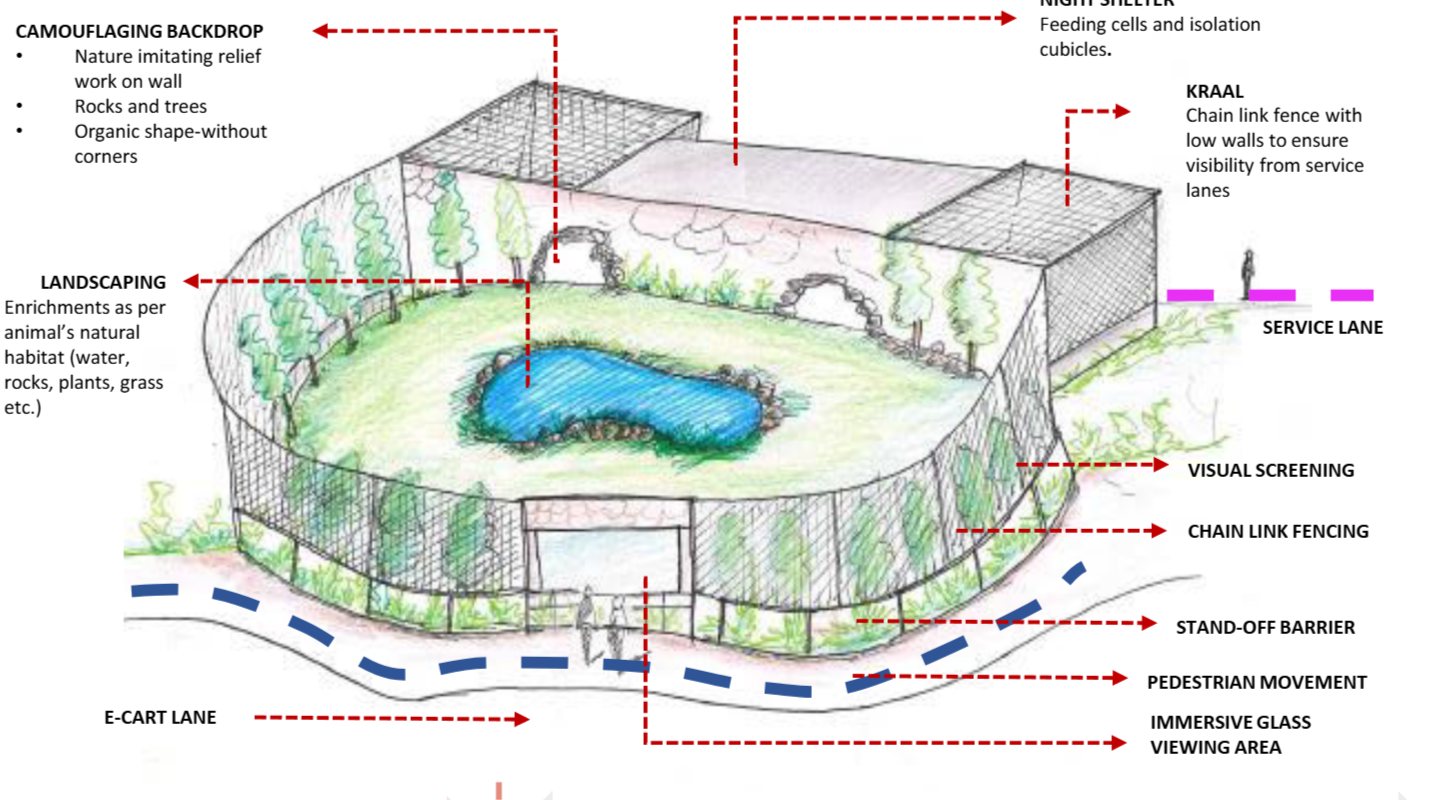 CAMOUFLAGING BACKDROP
• Nature imitating relief
work on wall
• Rocks and trees
• Organic shape-without
corners
NIGHT SHELTER
Feeding cells and isolation
cubicles.
KRAAL
Chain link fence with
low walls to ensure
visibility from service
lanes
LANDSCAPING
Enrichments as per
animal’s natural
habitat (water,
rocks, plants, grass
etc.)
SERVICE LANE
VISUAL SCREENING
CHAIN LINK FENCING
STAND-OFF BARRIER
PEDESTRIAN MOVEMENT
E-CART LANE
IMMERSIVE GLASS
VIEWING AREA